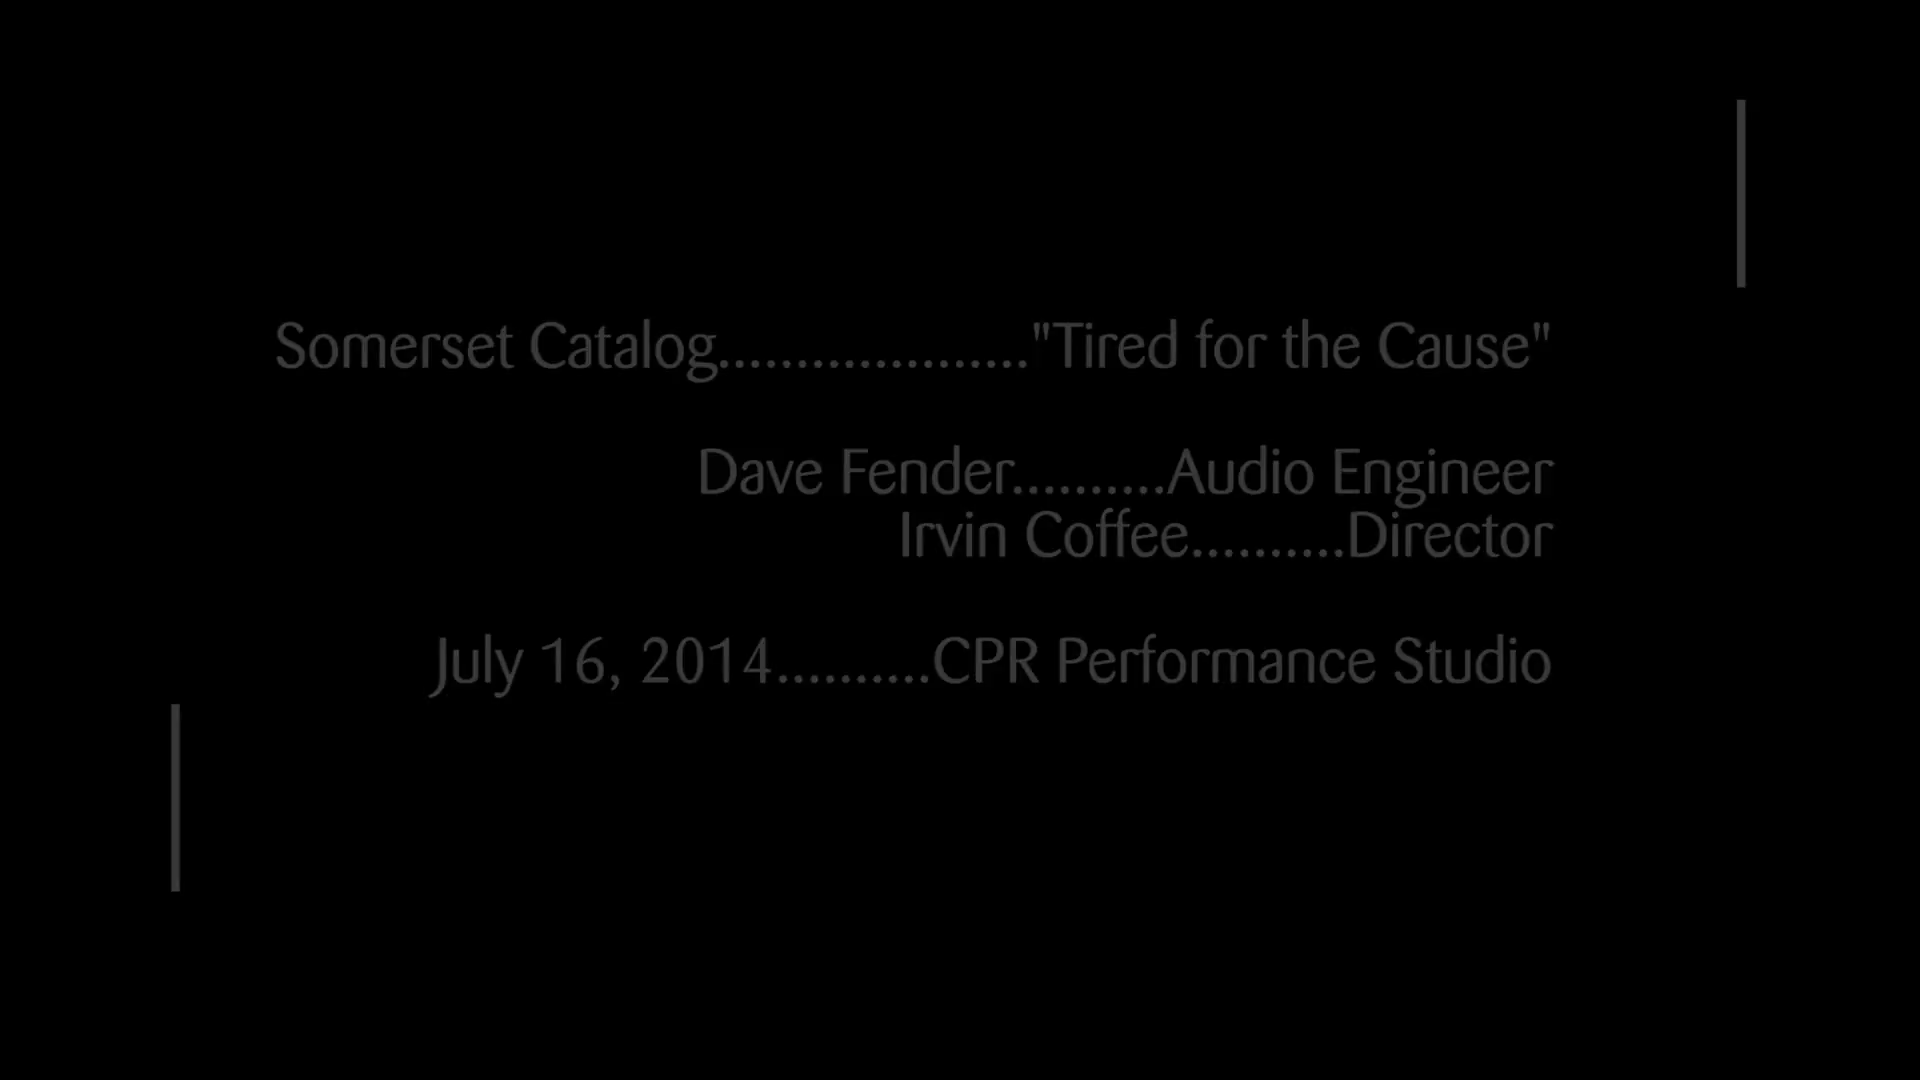 Somerset Catalog...................."Tired for the Cause"
Dave Fender..........Audio Engineer
Irvin Coffee..........Director
July 16, 2014..........CPR Performance Studio